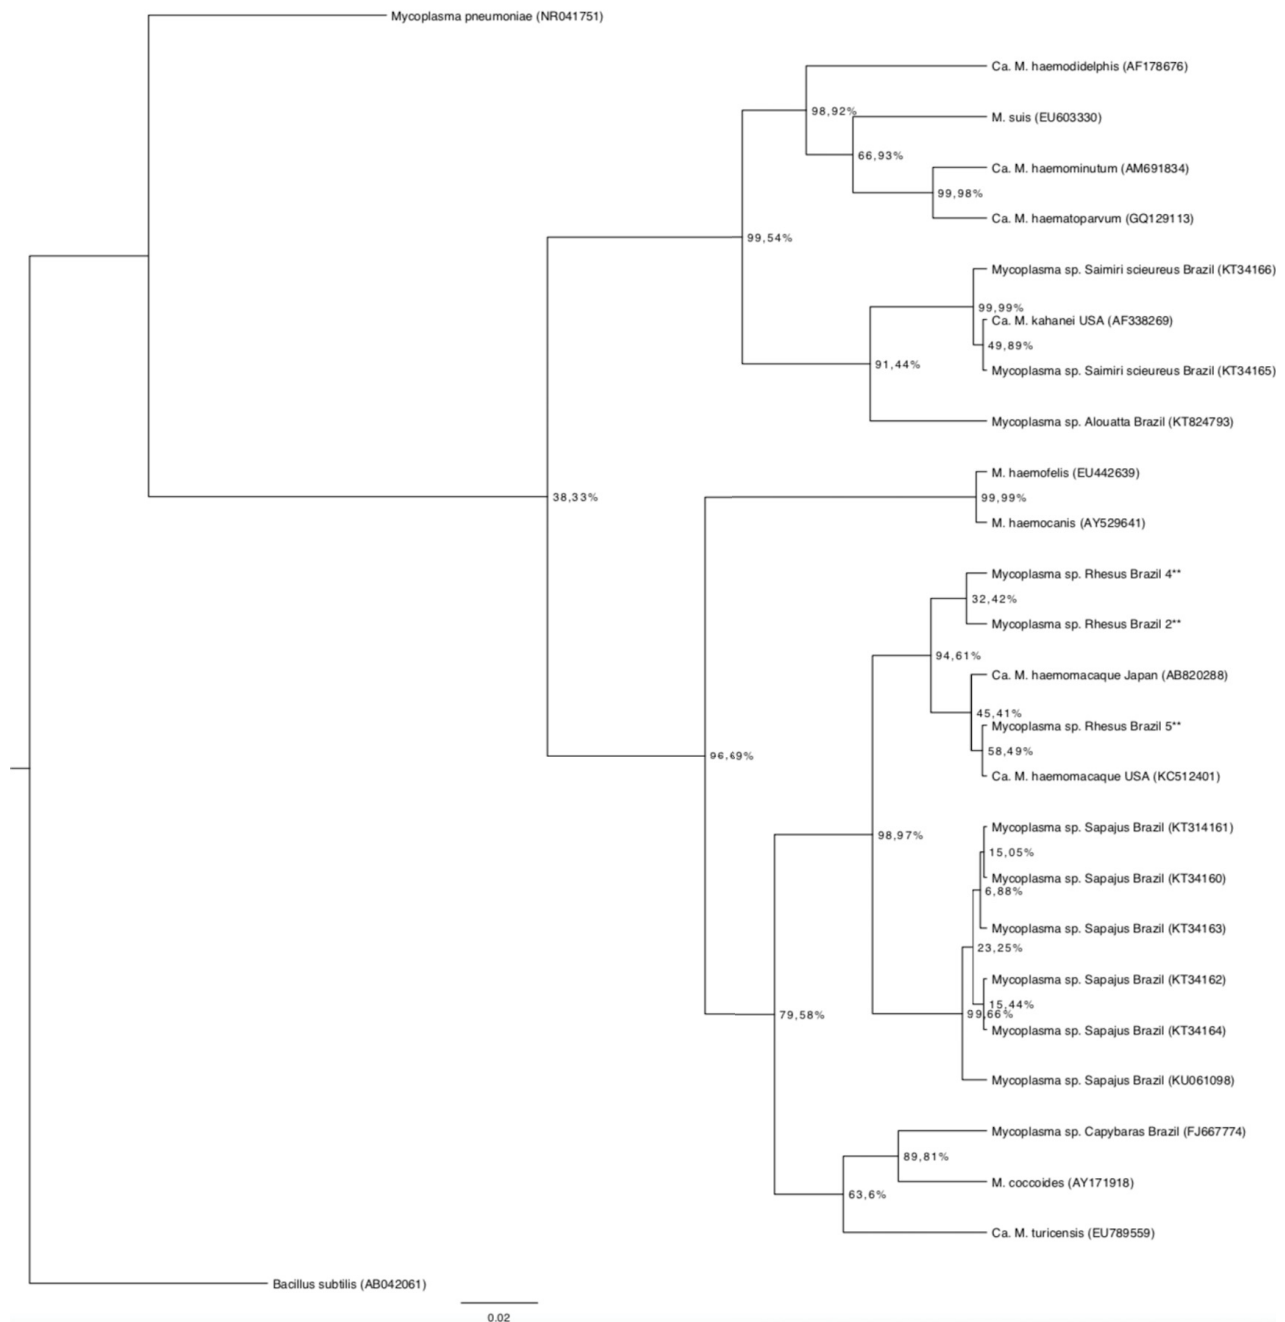 Mycoplasma pneumoniae (NR041751)
Ca. M. haemodidelphis (AF178676)
98,92%
M. suis (EU603330)
66,93%
Ca. M. haemominutum (AM691834)
99,98%
Ca. M. haematoparvum (GQ129113)
99,54%
Mycoplasma sp. Saimiri scieureus Brazil (KT34166)
99,99%
Ca. M. kahanei USA (AF338269)
49,89%
91,44%
Mycoplasma sp. Saimiri scieureus Brazil (KT34165)
Mycoplasma sp. Alouatta Brazil (KT824793)
M. haemofelis (EU442639)
38,33%
99,99%
M. haemocanis (AY529641)
Mycoplasma sp. Rhesus Brazil 4**
32,42%
Mycoplasma sp. Rhesus Brazil 2**
94,61%
Ca. M. haemomacaque Japan (AB820288)
45,41%
Mycoplasma sp. Rhesus Brazil 5**
58,49%
96,69%
Ca. M. haemomacaque USA (KC512401)
Mycoplasma sp. Sapajus Brazil (KT314161)
98,97%
15,05%
Mycoplasma sp. Sapajus Brazil (KT34160)
6,88%
Mycoplasma sp. Sapajus Brazil (KT34163)
23,25%
Mycoplasma sp. Sapajus Brazil (KT34162)
15,44%
79,58%
99,66%
Mycoplasma sp. Sapajus Brazil (KT34164)
Mycoplasma sp. Sapajus Brazil (KU061098)
Mycoplasma sp. Capybaras Brazil (FJ667774)
89,81%
M. coccoides (AY171918)
63,6%
Ca. M. turicensis (EU789559)
Bacillus subtilis (AB042061)
0.02